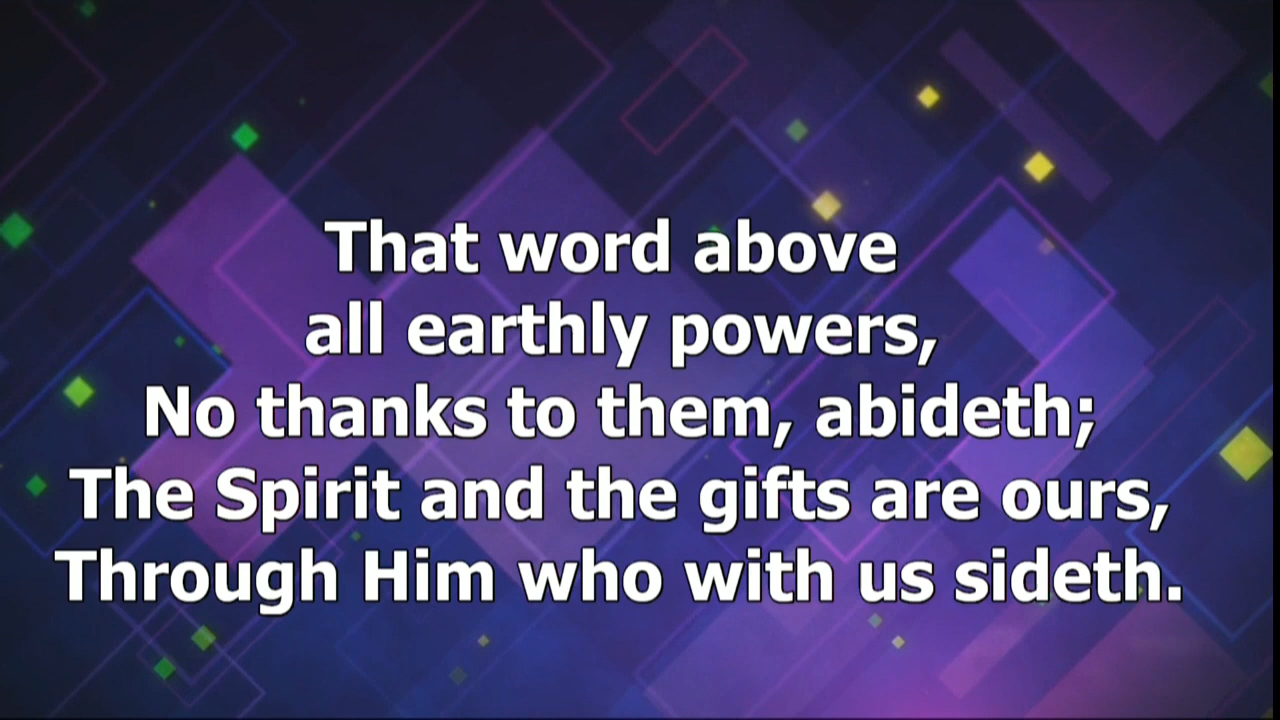 That word above
all earthly powers,
No thanks to them, abideth;
The Spirit and the gifts are ours,
Through Him who with us sideth.